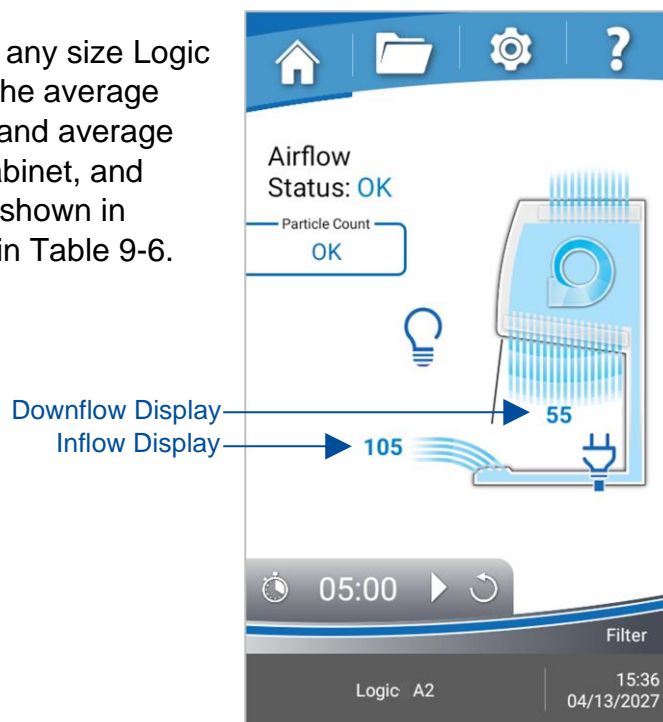 any size Logic
he average
and average
abinet, and
shown in
in Table 9-6.
Downflow Display
Inflow Display
?
Airflow
Status: OK
Particle Count
OK
55
105
05:00
Filter
Logic A2
15:36
04/13/2027